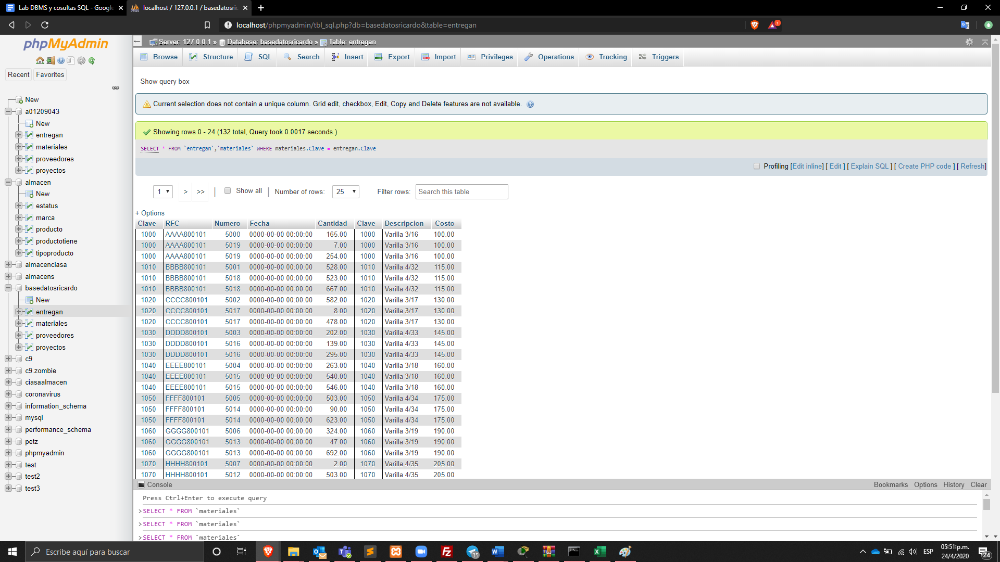 Lab DBMS y cosultas SQL - Google
localhost / 127.0.0.1 / basedatosric
localhost/phpmyadmin/tbl_sql.php?db=basedatosricardo&table=entregan
1
phpMyAdmin
Recent
Favorites
New
a01209043
New
entregan
materiales
proveedores
proyectos
almacen
New
estatus
marca
producto
productotiene
tipoproducto
almacenciasa
almacens
basedatosricardo
New
entregan
materiales
proveedores
proyectos
c9
c9.zombie
ciasaalmacen
coronavirus
information_schema
mysql
performance_schema
petz
phpmyadmin
test
test2
test3
Server: 127.0.0.1 » Database: basedatosricardo » Table: entregan
Browse Structure SQL Search Insert Export Import Privileges Operations Tracking Triggers
Show query box
Current selection does not contain a unique column. Grid edit, checkbox, Edit, Copy and Delete features are not available.
Showing rows 0 - 24 (132 total, Query took 0.0017 seconds.)
SELECT * FROM `entregan`,`materiales` WHERE materiales.Clave = entregan.Clave
Profiling [Edit inline] [ Edit ] [ Explain SQL ] [ Create PHP code ] [ Refresh]
1 > >> | Show all | Number of rows: 25 Filter rows: Search this table
+ Options
Clave RFC Numero Fecha Cantidad Clave Descripcion Costo
1000 AAAA800101 5000 0000-00-00 00:00:00 165.00 1000 Varilla 3/16 100.00
1000 AAAA800101 5019 0000-00-00 00:00:00 7.00 1000 Varilla 3/16 100.00
1000 AAAA800101 5019 0000-00-00 00:00:00 254.00 1000 Varilla 3/16 100.00
1010 BBBB800101 5001 0000-00-00 00:00:00 528.00 1010 Varilla 4/32 115.00
1010 BBBB800101 5018 0000-00-00 00:00:00 523.00 1010 Varilla 4/32 115.00
1010 BBBB800101 5018 0000-00-00 00:00:00 667.00 1010 Varilla 4/32 115.00
1020 CCCC800101 5002 0000-00-00 00:00:00 582.00 1020 Varilla 3/17 130.00
1020 CCCC800101 5017 0000-00-00 00:00:00 8.00 1020 Varilla 3/17 130.00
1020 CCCC800101 5017 0000-00-00 00:00:00 478.00 1020 Varilla 3/17 130.00
1030 DDDD800101 5003 0000-00-00 00:00:00 202.00 1030 Varilla 4/33 145.00
1030 DDDD800101 5016 0000-00-00 00:00:00 139.00 1030 Varilla 4/33 145.00
1030 DDDD800101 5016 0000-00-00 00:00:00 295.00 1030 Varilla 4/33 145.00
1040 EEEE800101 5004 0000-00-00 00:00:00 263.00 1040 Varilla 3/18 160.00
1040 EEEE800101 5015 0000-00-00 00:00:00 540.00 1040 Varilla 3/18 160.00
1040 EEEE800101 5015 0000-00-00 00:00:00 546.00 1040 Varilla 3/18 160.00
1050 FFFF800101 5005 0000-00-00 00:00:00 503.00 1050 Varilla 4/34 175.00
1050 FFFF800101 5014 0000-00-00 00:00:00 90.00 1050 Varilla 4/34 175.00
1050 FFFF800101 5014 0000-00-00 00:00:00 623.00 1050 Varilla 4/34 175.00
1060 GGGG800101 5006 0000-00-00 00:00:00 324.00 1060 Varilla 3/19 190.00
1060 GGGG800101 5013 0000-00-00 00:00:00 47.00 1060 Varilla 3/19 190.00
1060 GGGG800101 5013 0000-00-00 00:00:00 692.00 1060 Varilla 3/19 190.00
1070 HHHH800101 5007 0000-00-00 00:00:00 2.00 1070 Varilla 4/35 205.00
1070 HHHH800101 5012 0000-00-00 00:00:00 503.00 1070 Varilla 4/35 205.00
Console Bookmarks Options History Clear
Press Ctrl+Enter to execute query
>SELECT * FROM `materiales`
>SELECT * FROM `materiales`
>SELECT * FROM `materiales`
Escribe aquí para buscar
35
ESP
05:51:p.m.
24/4/2020
24